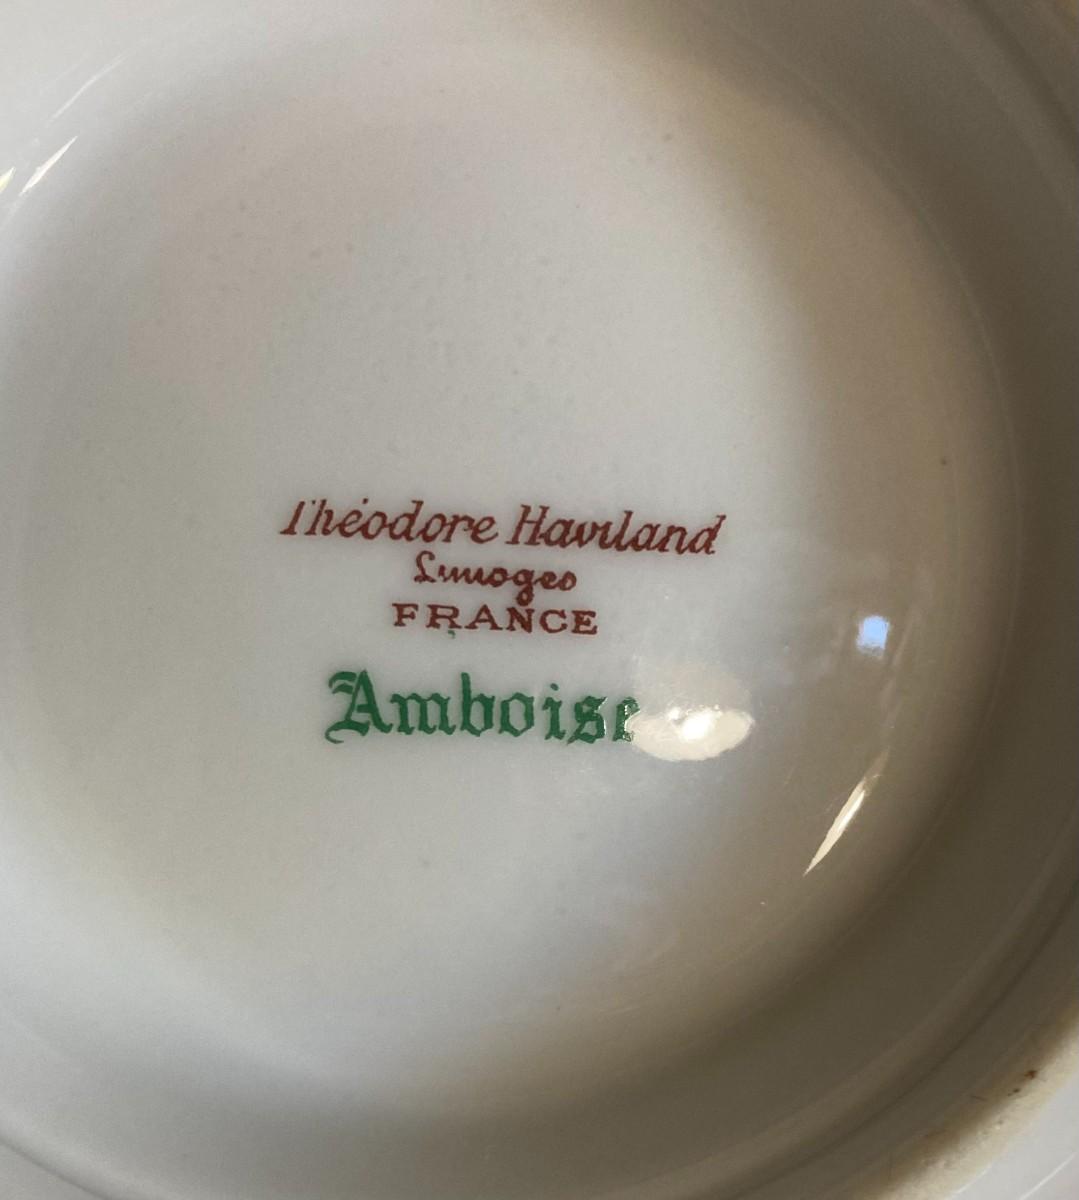 Théodore Haviland
Limoges
FRANCE
Amboise